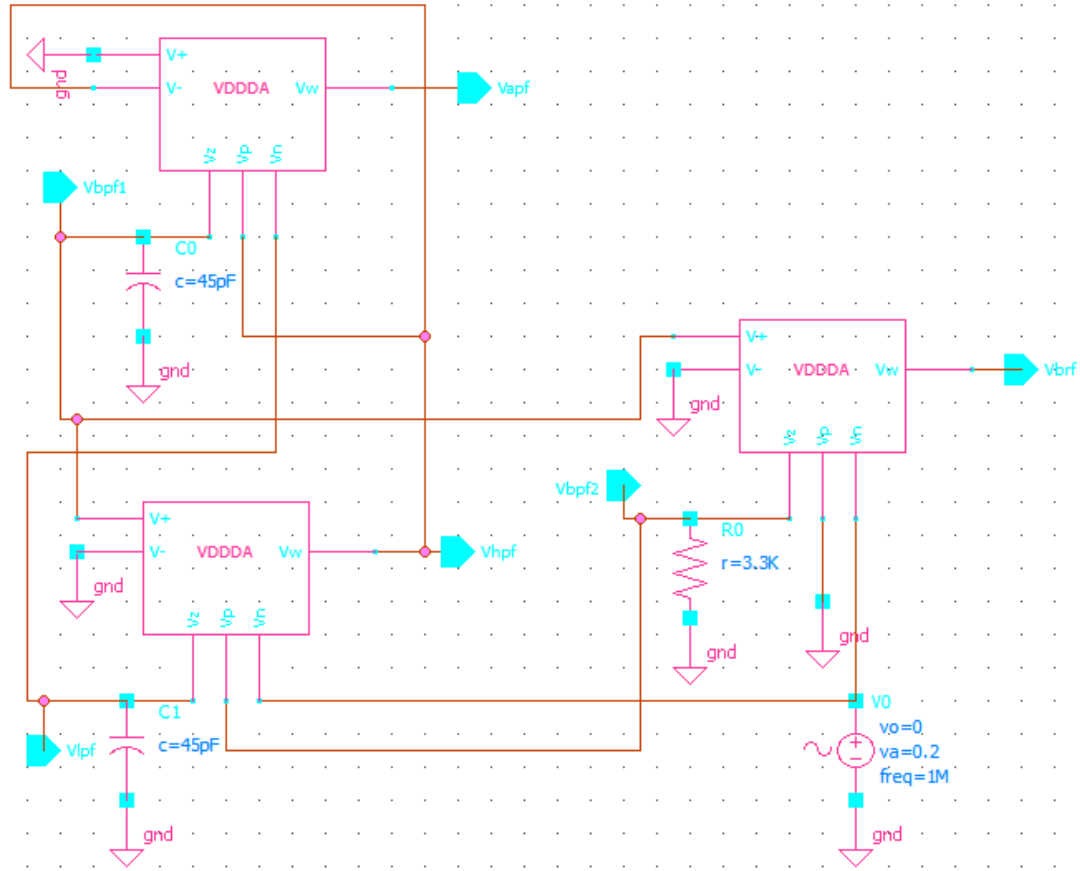 V+
V-
VDDDA
Vw
Vz
Vp
Vn
gnd
Vapf
Vbpf1
C0
c=45pF
gnd
V+
V-
VDDDA
Vw
Vz
Vp
Vn
gnd
Vbrf
Vbpf2
R0
r=3.3K
gnd
gnd
V+
V-
VDDDA
Vw
Vz
Vp
Vn
gnd
Vhpf
Vlpf
C1
c=45pF
gnd
V0
vo=0
va=0.2
freq=1M
gnd